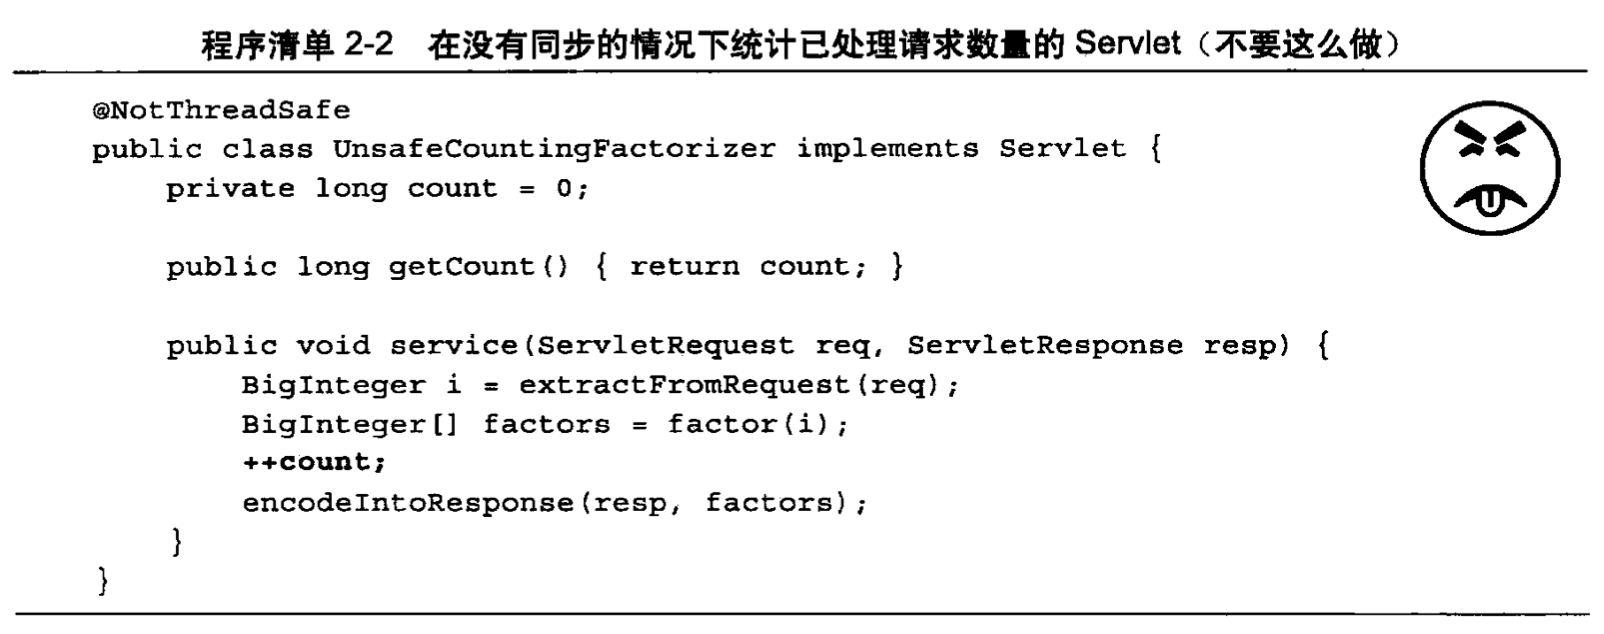 程序清单 2-2 在没有同步的情况下统计已处理请求数量的 Servlet（不要这么做）
@NotThreadSafe
public class UnsafeCountingFactorizer implements Servlet {
    private long count = 0;
    public long getCount() { return count; }
    public void service(ServletRequest req, ServletResponse resp) {
        BigInteger i = extractFromRequest(req);
        BigInteger[] factors = factor(i);
        ++count;
        encodeIntoResponse(resp, factors);
    }
}